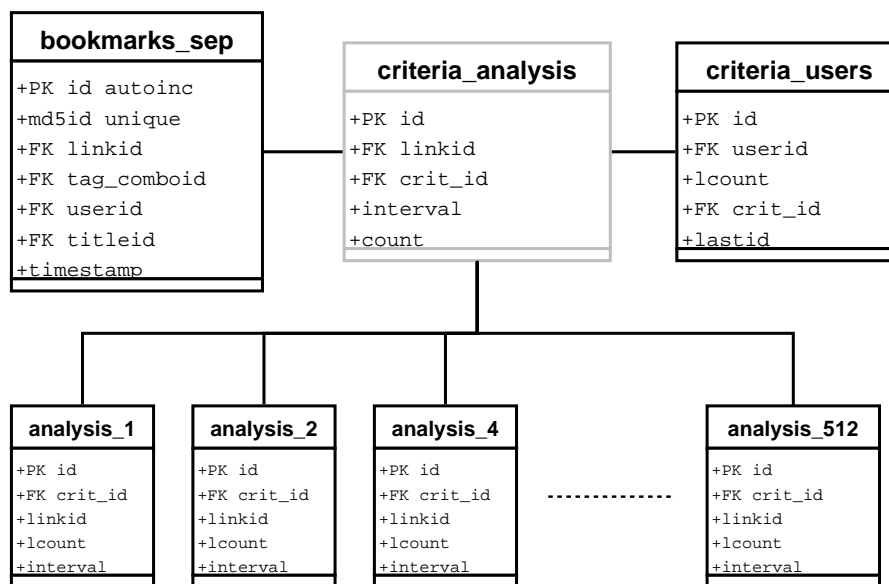 bookmarks_sep
+PK id autoinc
+md5id unique
+FK linkid
+FK tag_comboid
+FK userid
+FK titleid
+timestamp
criteria_analysis
+PK id
+FK linkid
+FK crit_id
+interval
+count
criteria_users
+PK id
+FK userid
+lcount
+FK crit_id
+lastid
analysis_1
+PK id
+FK crit_id
+linkid
+lcount
+interval
analysis_2
+PK id
+FK crit_id
+linkid
+lcount
+interval
analysis_4
+PK id
+FK crit_id
+linkid
+lcount
+interval
analysis_512
+PK id
+FK crit_id
+linkid
+lcount
+interval